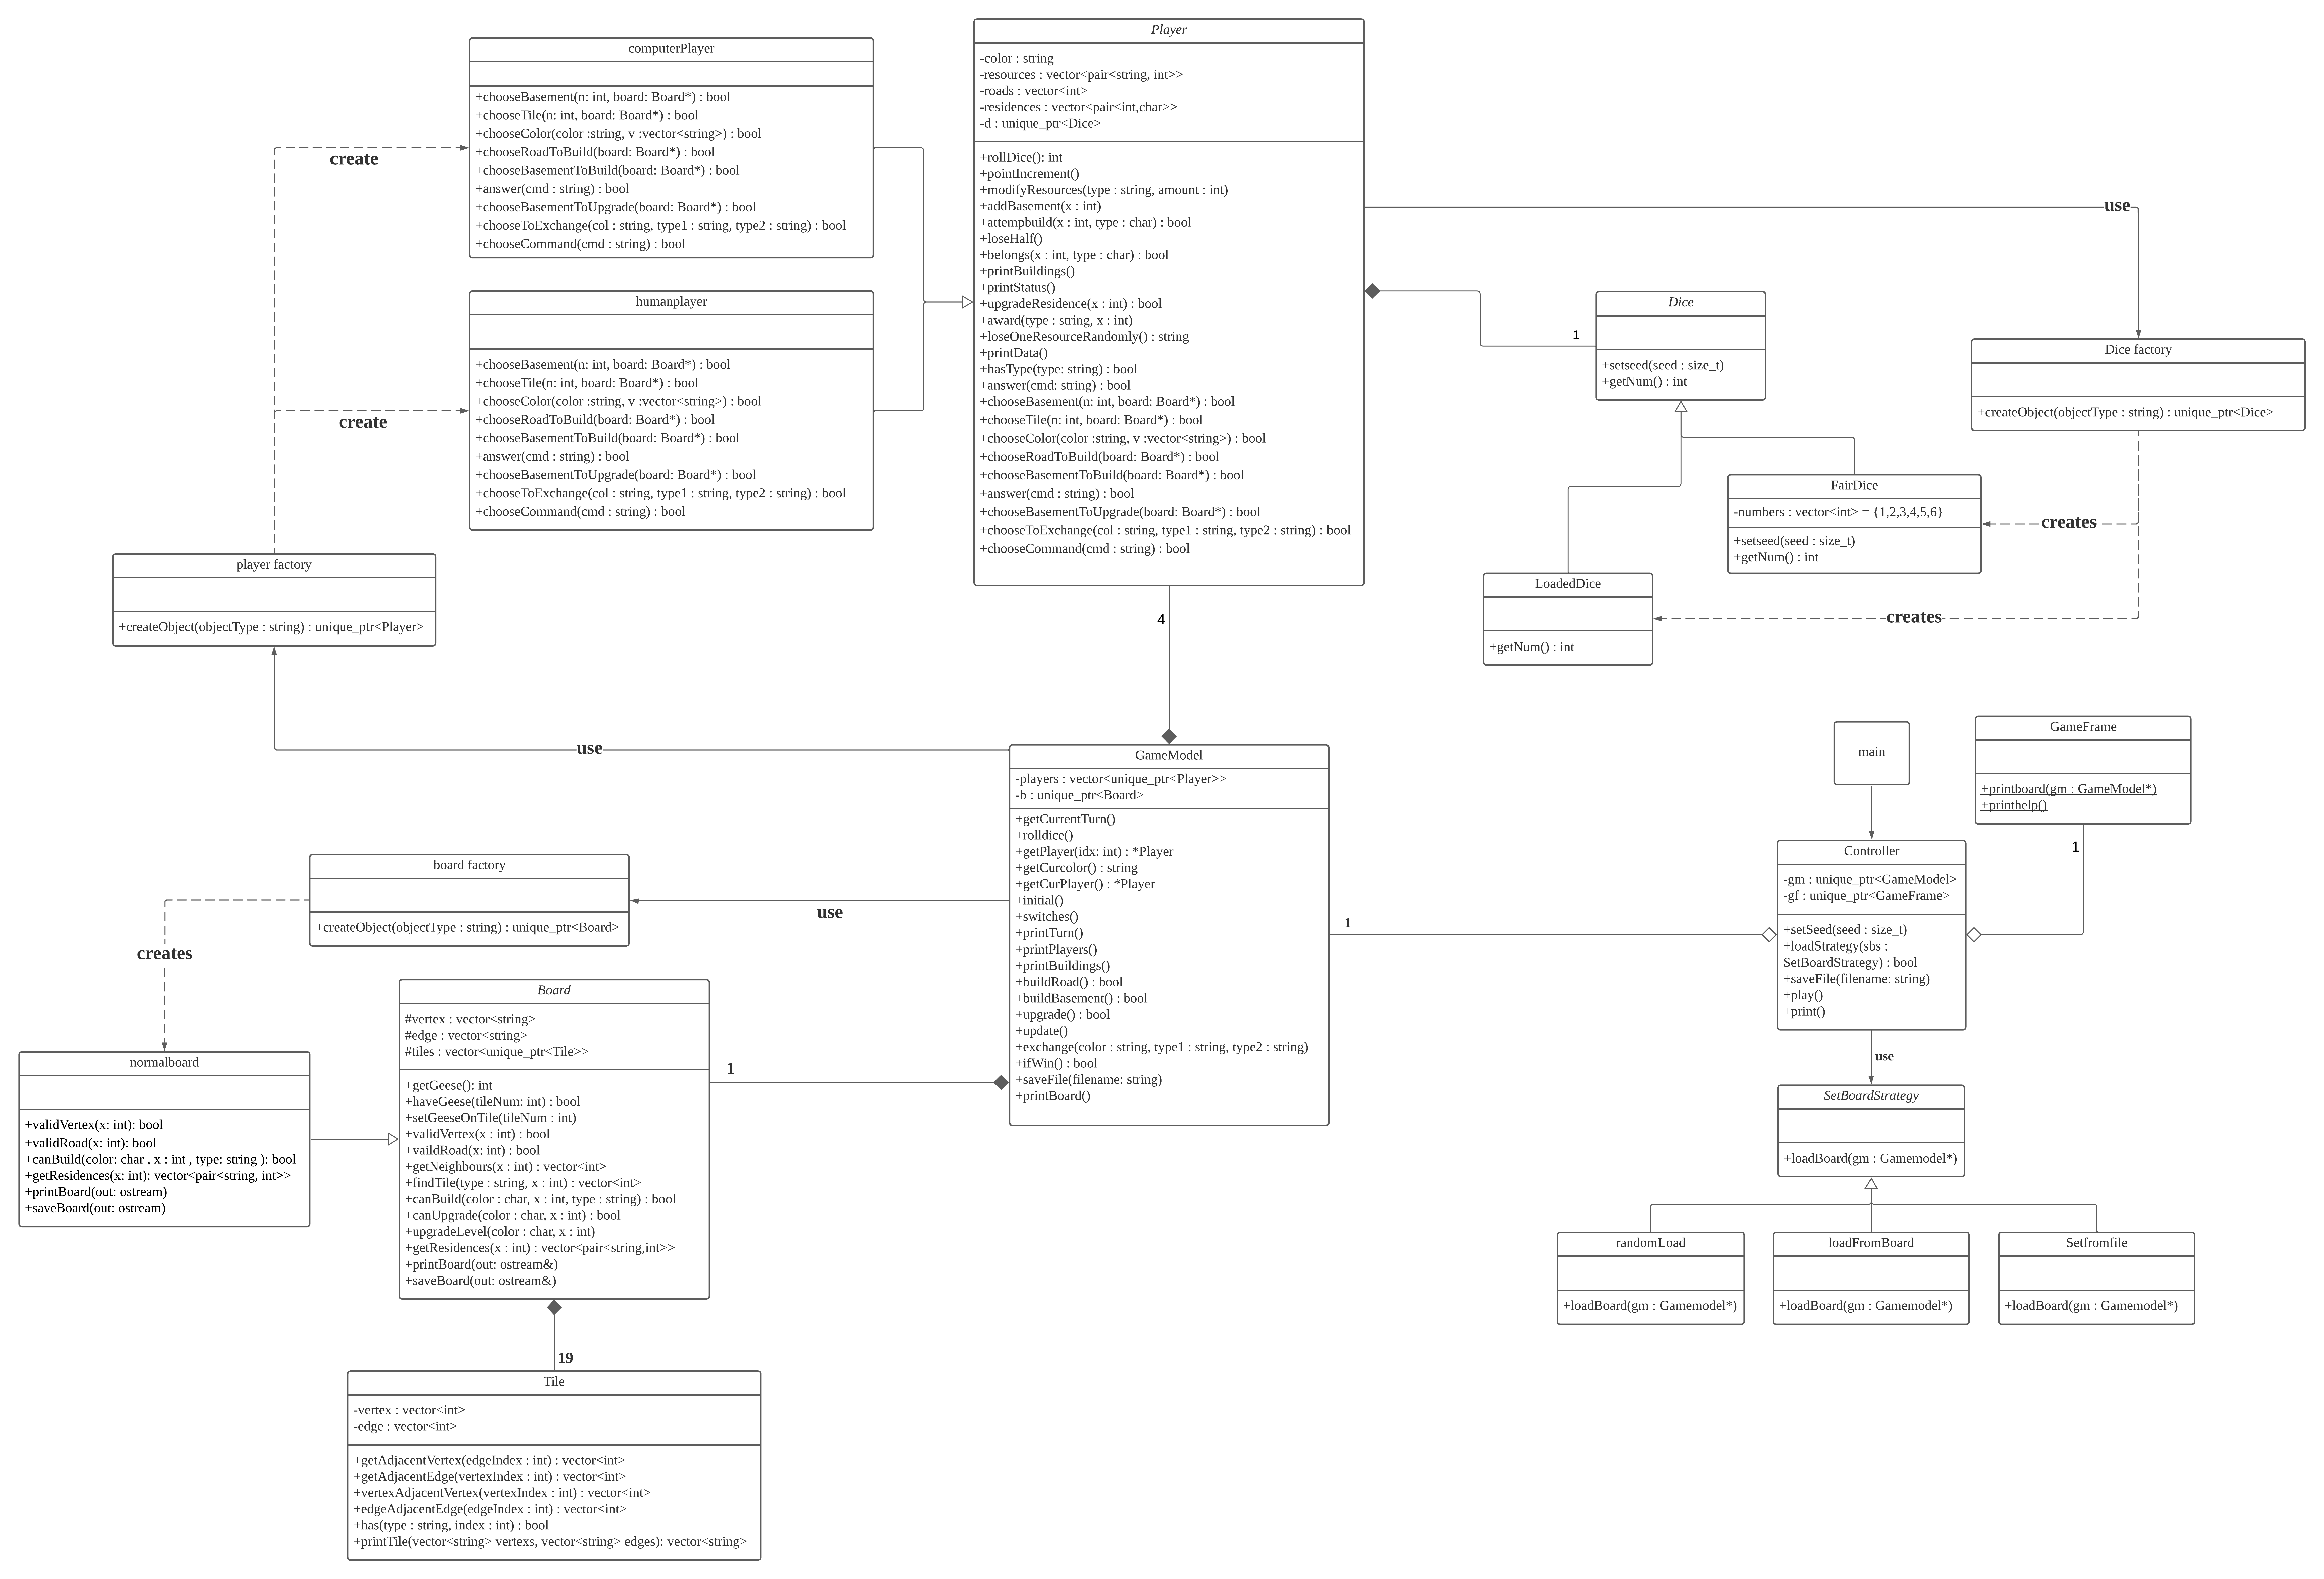 computerPlayer
+chooseBasement(n: int, board: Board*) : bool
+chooseTile(n: int, board: Board*) : bool
+chooseColor(color :string, v :vector<string>) : bool
+chooseRoadToBuild(board: Board*) : bool
+chooseBasementToBuild(board: Board*) : bool
+answer(cmd : string) : bool
+chooseBasementToUpgrade(board: Board*) : bool
+chooseToExchange(col : string, type1 : string, type2 : string) : bool
+chooseCommand(cmd : string) : bool
create
humanplayer
+chooseBasement(n: int, board: Board*) : bool
+chooseTile(n: int, board: Board*) : bool
+chooseColor(color :string, v :vector<string>) : bool
+chooseRoadToBuild(board: Board*) : bool
+chooseBasementToBuild(board: Board*) : bool
+answer(cmd : string) : bool
+chooseBasementToUpgrade(board: Board*) : bool
+chooseToExchange(col : string, type1 : string, type2 : string) : bool
+chooseCommand(cmd : string) : bool
create
player factory
+createObject(objectType : string) : unique_ptr<Player>
Player
-color : string
-resources : vector<pair<string, int>>
-roads : vector<int>
-residences : vector<pair<int,char>>
-d : unique_ptr<Dice>
+rollDice(): int
+pointIncrement()
+modifyResources(type : string, amount : int)
+addBasement(x : int)
+attempbuild(x : int, type : char) : bool
+loseHalf()
+belongs(x : int, type : char) : bool
+printBuildings()
+printStatus()
+upgradeResidence(x : int) : bool
+award(type : string, x : int)
+loseOneResourceRandomly() : string
+printData()
+hasType(type: string) : bool
+answer(cmd: string) : bool
+chooseBasement(n: int, board: Board*) : bool
+chooseTile(n: int, board: Board*) : bool
+chooseColor(color :string, v :vector<string>) : bool
+chooseRoadToBuild(board: Board*) : bool
+chooseBasementToBuild(board: Board*) : bool
+answer(cmd : string) : bool
+chooseBasementToUpgrade(board: Board*) : bool
+chooseToExchange(col : string, type1 : string, type2 : string) : bool
+chooseCommand(cmd : string) : bool
use
1
Dice
+setseed(seed : size_t)
+getNum() : int
Dice factory
+createObject(objectType : string) : unique_ptr<Dice>
FairDice
-numbers : vector<int> = {1,2,3,4,5,6}
+setseed(seed : size_t)
+getNum() : int
creates
LoadedDice
+getNum() : int
creates
4
use
GameModel
-players : vector<unique_ptr<Player>>
-b : unique_ptr<Board>
+getCurrentTurn()
+rolldice()
+getPlayer(idx: int) : *Player
+getCurcolor() : string
+getCurPlayer() : *Player
+initial()
+switches()
+printTurn()
+printPlayers()
+printBuildings()
+buildRoad() : bool
+buildBasement() : bool
+upgrade() : bool
+update()
+exchange(color : string, type1 : string, type2 : string)
+ifWin() : bool
+saveFile(filename: string)
+printBoard()
main
GameFrame
+printboard(gm : GameModel*)
+printhelp()
1
Controller
-gm : unique_ptr<GameModel>
-gf : unique_ptr<GameFrame>
+setSeed(seed : size_t)
+loadStrategy(sbs :
SetBoardStrategy) : bool
+saveFile(filename: string)
+play()
+print()
1
use
SetBoardStrategy
+loadBoard(gm : Gamemodel*)
randomLoad
+loadBoard(gm : Gamemodel*)
loadFromBoard
+loadBoard(gm : Gamemodel*)
Setfromfile
+loadBoard(gm : Gamemodel*)
board factory
+createObject(objectType : string) : unique_ptr<Board>
use
creates
normalboard
+validVertex(x: int): bool
+validRoad(x: int): bool
+canBuild(color: char , x : int , type: string ): bool
+getResidences(x: int): vector<pair<string, int>>
+printBoard(out: ostream)
+saveBoard(out: ostream)
Board
#vertex : vector<string>
#edge : vector<string>
#tiles : vector<unique_ptr<Tile>>
+getGeese(): int
+haveGeese(tileNum: int) : bool
+setGeeseOnTile(tileNum : int)
+validVertex(x : int) : bool
+vaildRoad(x: int) : bool
+getNeighbours(x : int) : vector<int>
+findTile(type : string, x : int) : vector<int>
+canBuild(color : char, x : int, type : string) : bool
+canUpgrade(color : char, x : int) : bool
+upgradeLevel(color : char, x : int)
+getResidences(x : int) : vector<pair<string,int>>
+printBoard(out: ostream&)
+saveBoard(out: ostream&)
1
19
Tile
-vertex : vector<int>
-edge : vector<int>
+getAdjacentVertex(edgeIndex : int) : vector<int>
+getAdjacentEdge(vertexIndex : int) : vector<int>
+vertexAdjacentVertex(vertexIndex : int) : vector<int>
+edgeAdjacentEdge(edgeIndex : int) : vector<int>
+has(type : string, index : int) : bool
+printTile(vector<string> vertexs, vector<string> edges): vector<string>